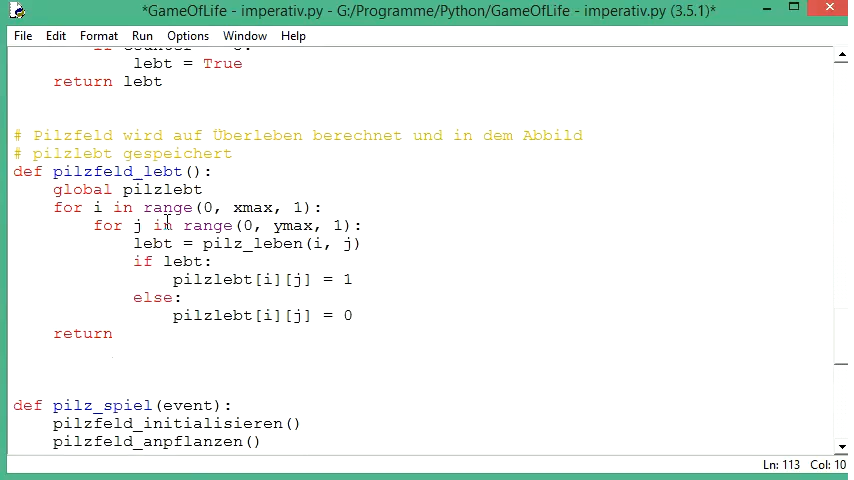 *GameOfLife - imperativ.py - G:/Programme/Python/GameOfLife - imperativ.py (3.5.1)*
File Edit Format Run Options Window Help
lebt = True
return lebt
# Pilzfeld wird auf Überleben berechnet und in dem Abbild
# pilzlebt gespeichert
def pilzfeld_lebt():
global pilzlebt
for i in range(0, xmax, 1):
for j in range(0, ymax, 1):
lebt = pilz_leben(i, j)
if lebt:
pilzlebt[i][j] = 1
else:
pilzlebt[i][j] = 0
return
def pilz_spiel(event):
pilzfeld_initialisieren()
pilzfeld_anpflanzen()
Ln: 113 Col: 10